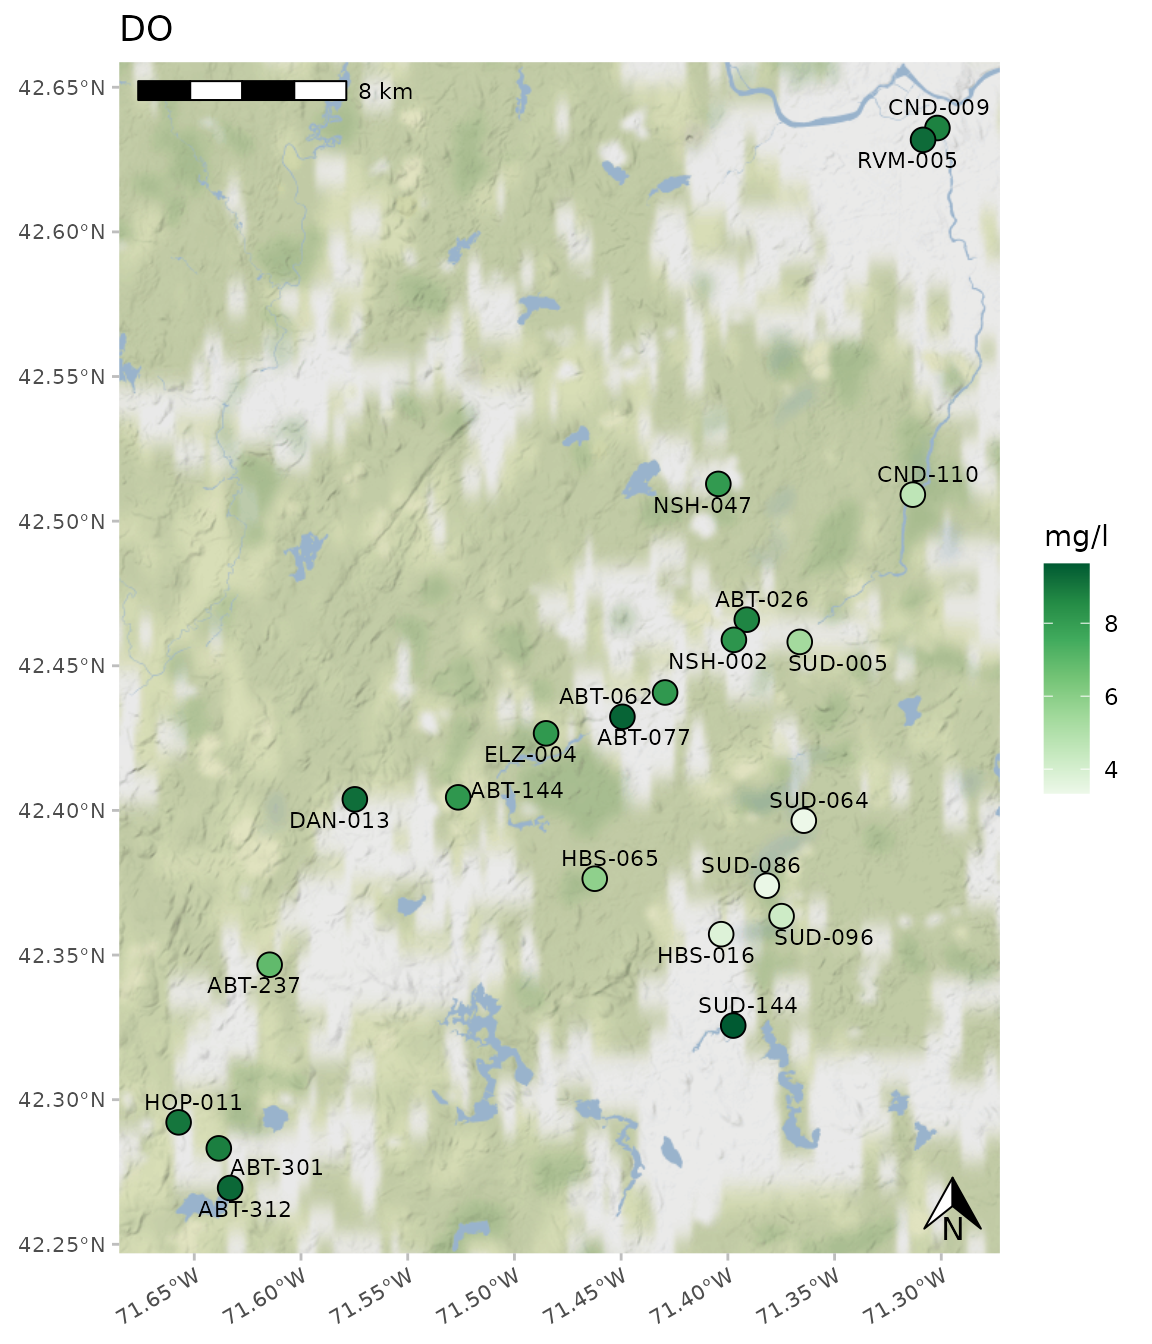 DO
42.65°N
8 km
CND-009
RVM-005
42.60°N
42.55°N
CND-110
NSH-047
42.50°N
mg/l
ABT-026
8
NSH-002
SUD-005
42.45°N
ABT-062
6
ABT-077
ELZ-004
4
ABT-144
SUD-064
42.40°N
DAN-013
HBS-065
SUD-086
SUD-096
42.35°N
HBS-016
ABT-237
SUD-144
42.30°N
HOP-011
ABT-301
ABT-312
N
42.25°N
71.65°W
71.60°W
71.55°W
71.50°W
71.45°W
71.40°W
71.35°W
71.30°W